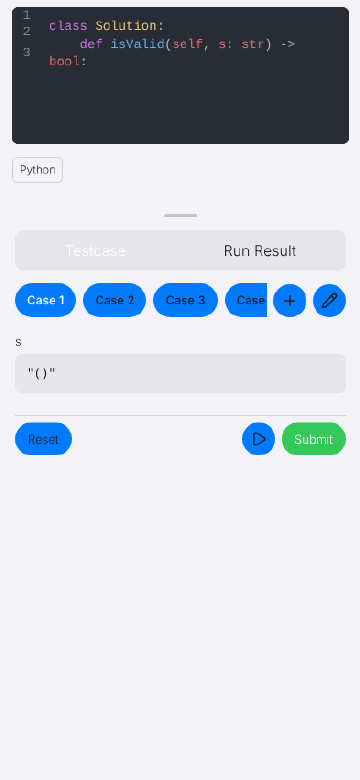 1
class Solution:
2
def isValid(self, s: str) ->
3
bool:
Python
Testcase
Run Result
Case 1
Case 2
Case 3
Case
s
"()"
Reset
Submit